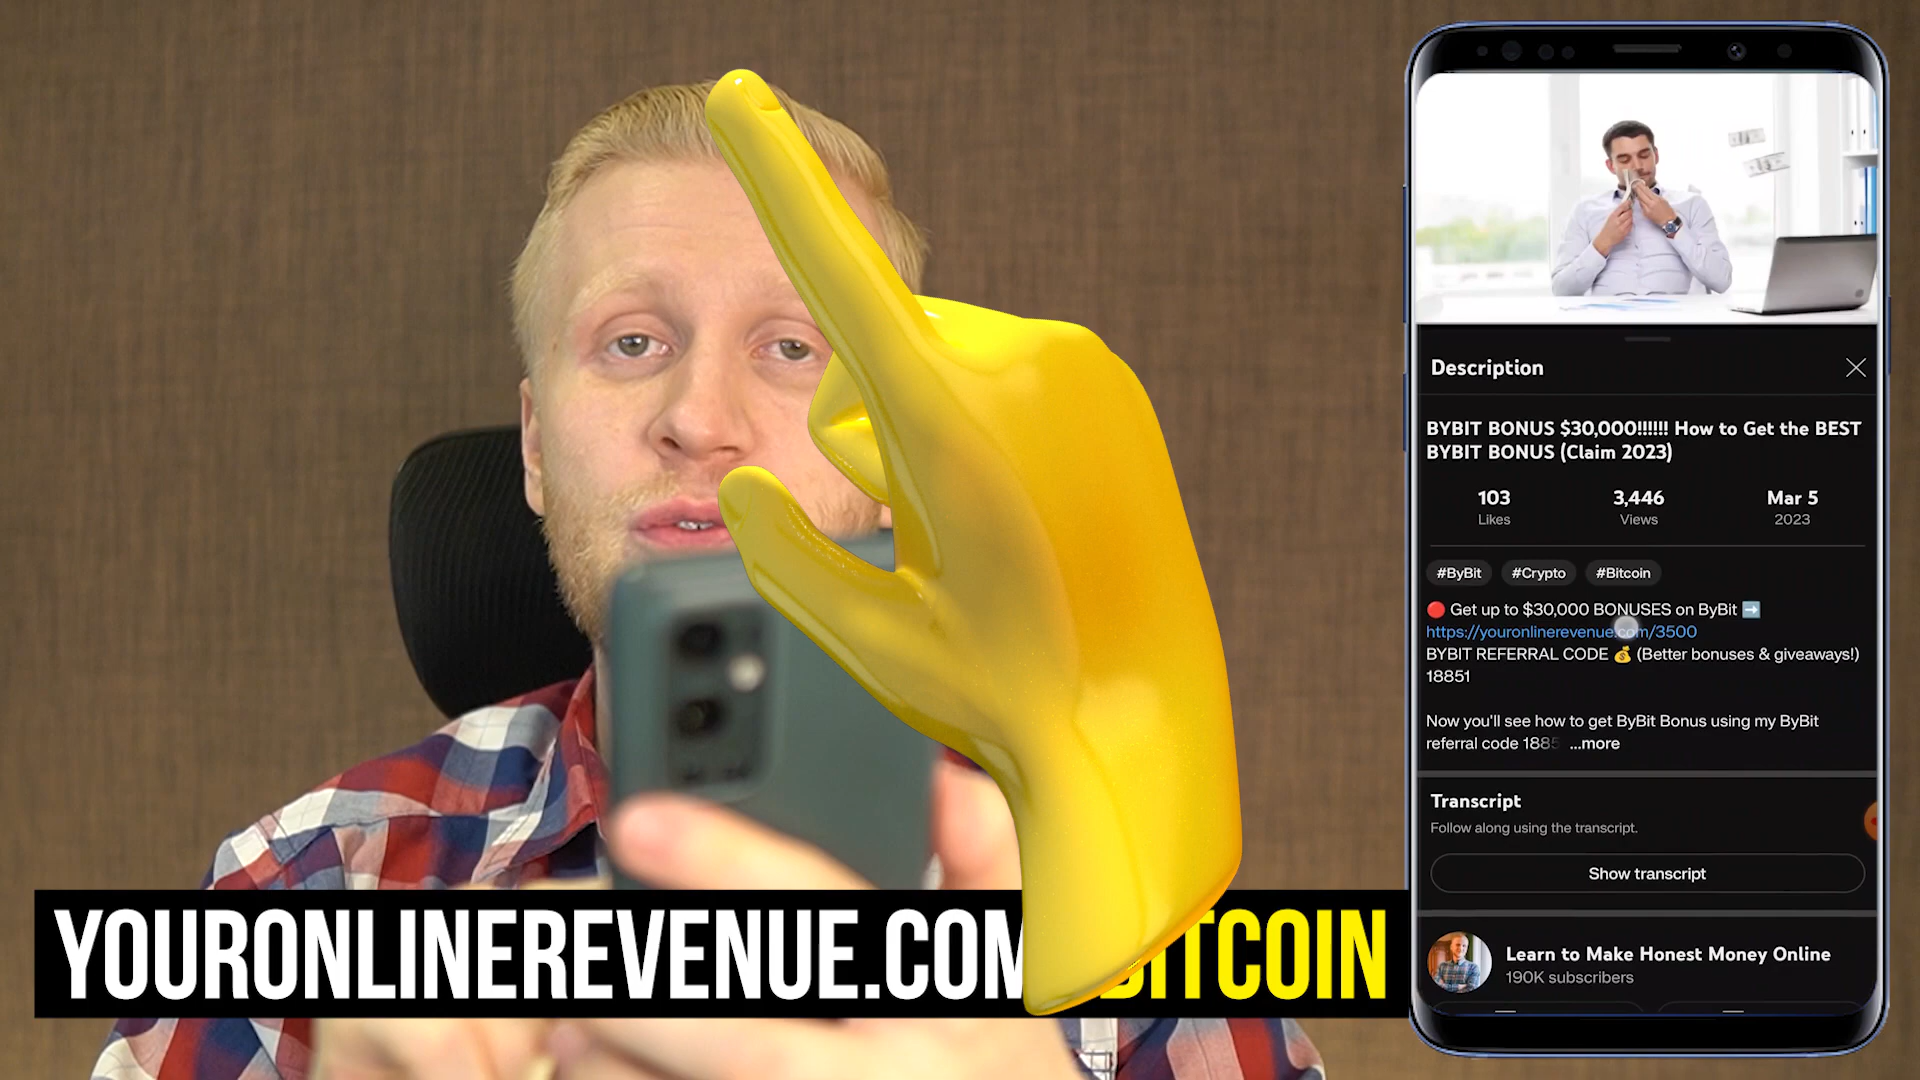 YOURONLINEREVENUE.COM BITCOIN
Description
BYBIT BONUS $30,000!!!!!! How to Get the BEST
BYBIT BONUS (Claim 2023)
103 3,446 Mar 5
Likes Views 2023
#ByBit #Crypto #Bitcoin
🔴 Get up to $30,000 BONUSES on ByBit ➡️
https://youronlinerevenue.com/3500
BYBIT REFERRAL CODE 💰 (Better bonuses & giveaways!)
18851
Now you'll see how to get ByBit Bonus using my ByBit
referral code 1885 ...more
Transcript
Follow along using the transcript.
Show transcript
Learn to Make Honest Money Online
190K subscribers